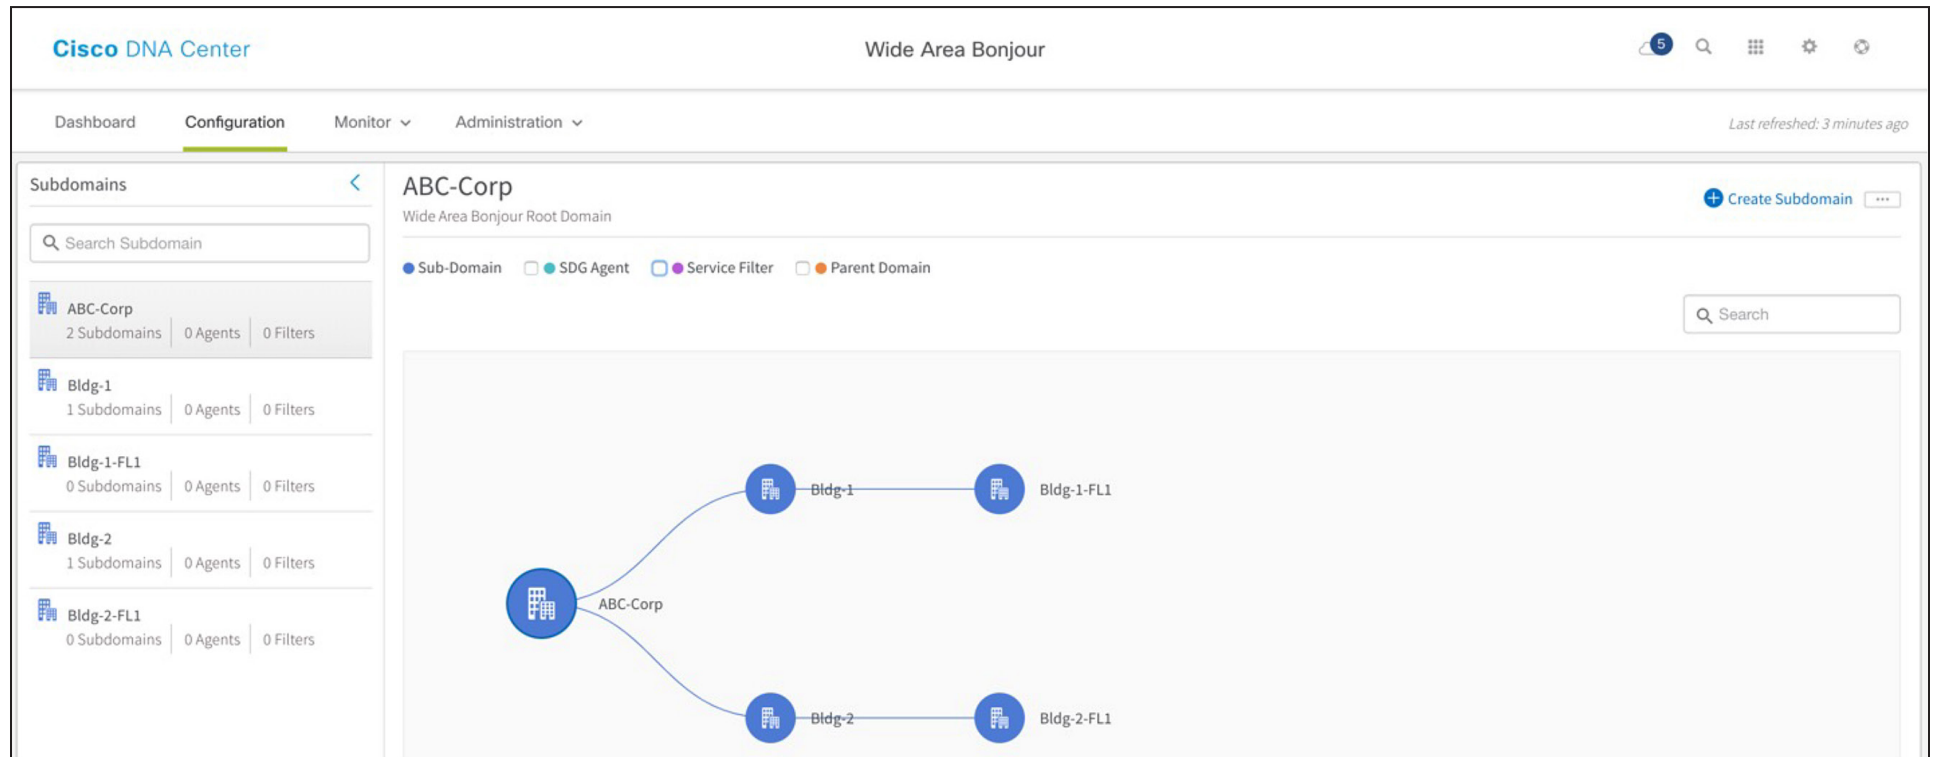 Cisco DNA Center
Wide Area Bonjour
5
Dashboard
Configuration
Monitor
Administration
Last refreshed: 3 minutes ago
Subdomains
Search Subdomain
ABC-Corp
2 Subdomains
0 Agents
0 Filters
Bldg-1
1 Subdomains
0 Agents
0 Filters
Bldg-1-FL1
0 Subdomains
0 Agents
0 Filters
Bldg-2
1 Subdomains
0 Agents
0 Filters
Bldg-2-FL1
0 Subdomains
0 Agents
0 Filters
ABC-Corp
Wide Area Bonjour Root Domain
Create Subdomain
...
Sub-Domain
SDG Agent
Service Filter
Parent Domain
Search
Bldg-1
Bldg-1-FL1
ABC-Corp
Bldg-2
Bldg-2-FL1